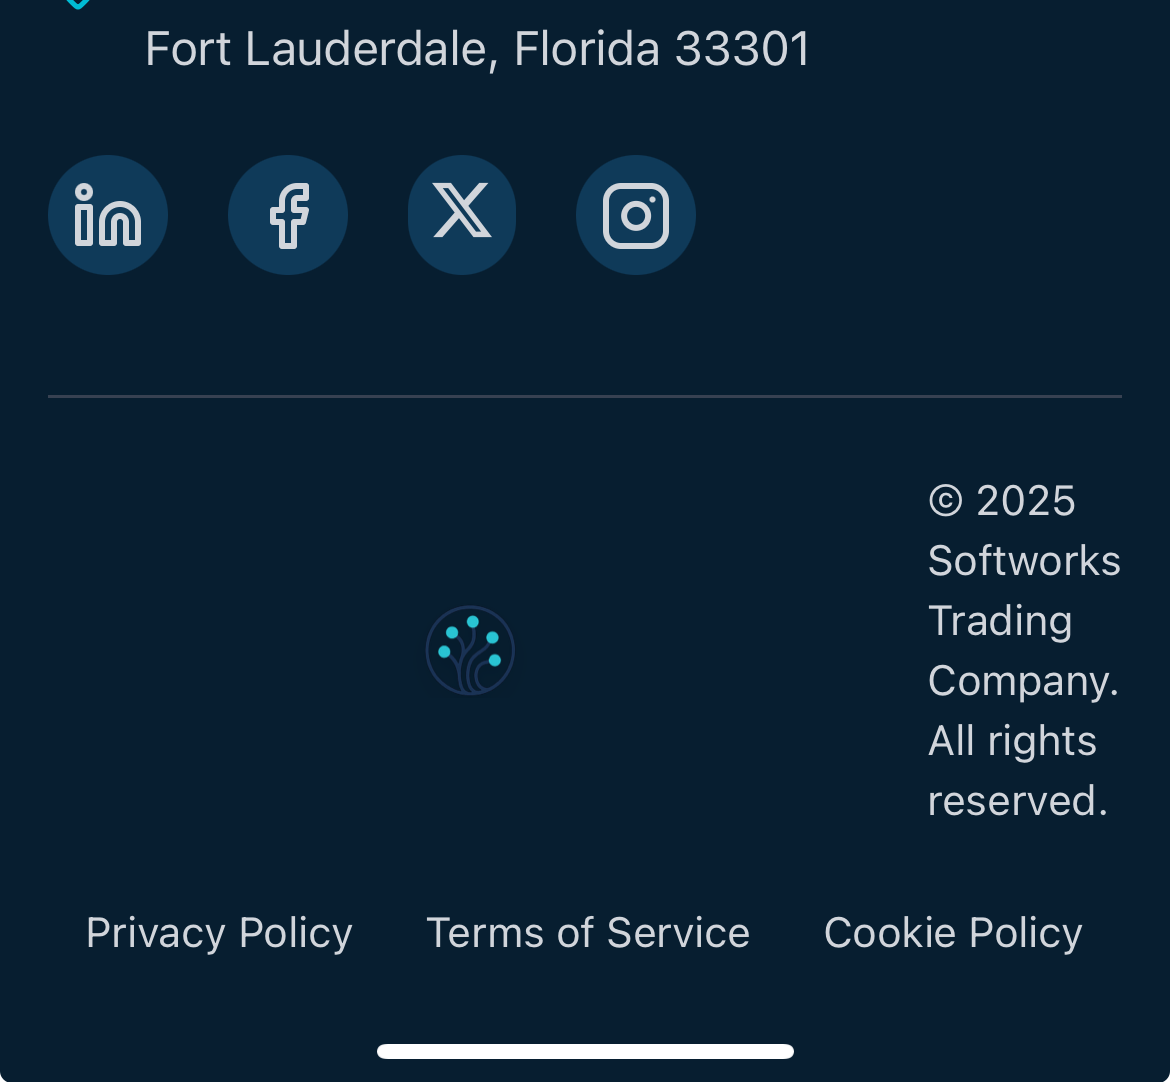 Fort Lauderdale, Florida 33301
© 2025
Softworks
Trading
Company.
All rights
reserved.
Privacy Policy Terms of Service Cookie Policy